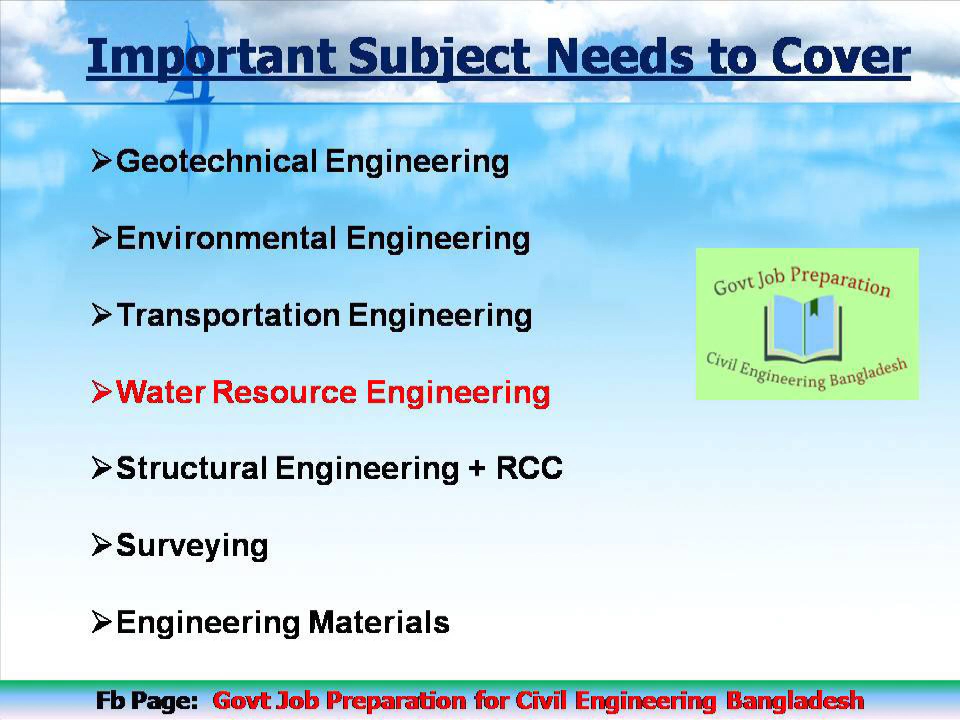 Important Subject Needs to Cover
➢Geotechnical Engineering
➢Environmental Engineering
➢Transportation Engineering
Govt Job Preparation
Civil Engineering Bangladesh
➢Water Resource Engineering
➢Structural Engineering + RCC
➢Surveying
➢Engineering Materials
Fb Page: Govt Job Preparation for Civil Engineering Bangladesh